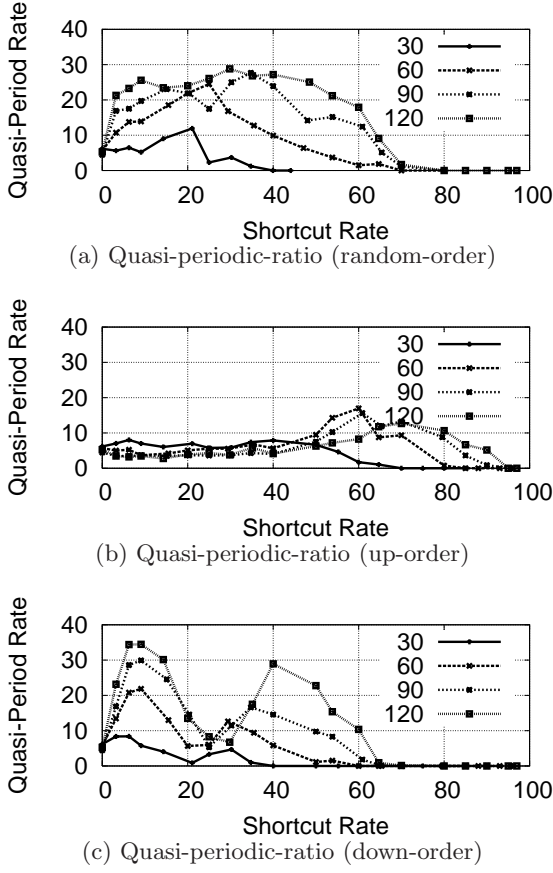 Quasi-Period Rate
40
30
20
10
0
30
60
90
120
0 20 40 60 80 100
Shortcut Rate
(a) Quasi-periodic-ratio (random-order)
Quasi-Period Rate
40
30
20
10
0
30
60
90
120
0 20 40 60 80 100
Shortcut Rate
(b) Quasi-periodic-ratio (up-order)
Quasi-Period Rate
40
30
20
10
0
30
60
90
120
0 20 40 60 80 100
Shortcut Rate
(c) Quasi-periodic-ratio (down-order)